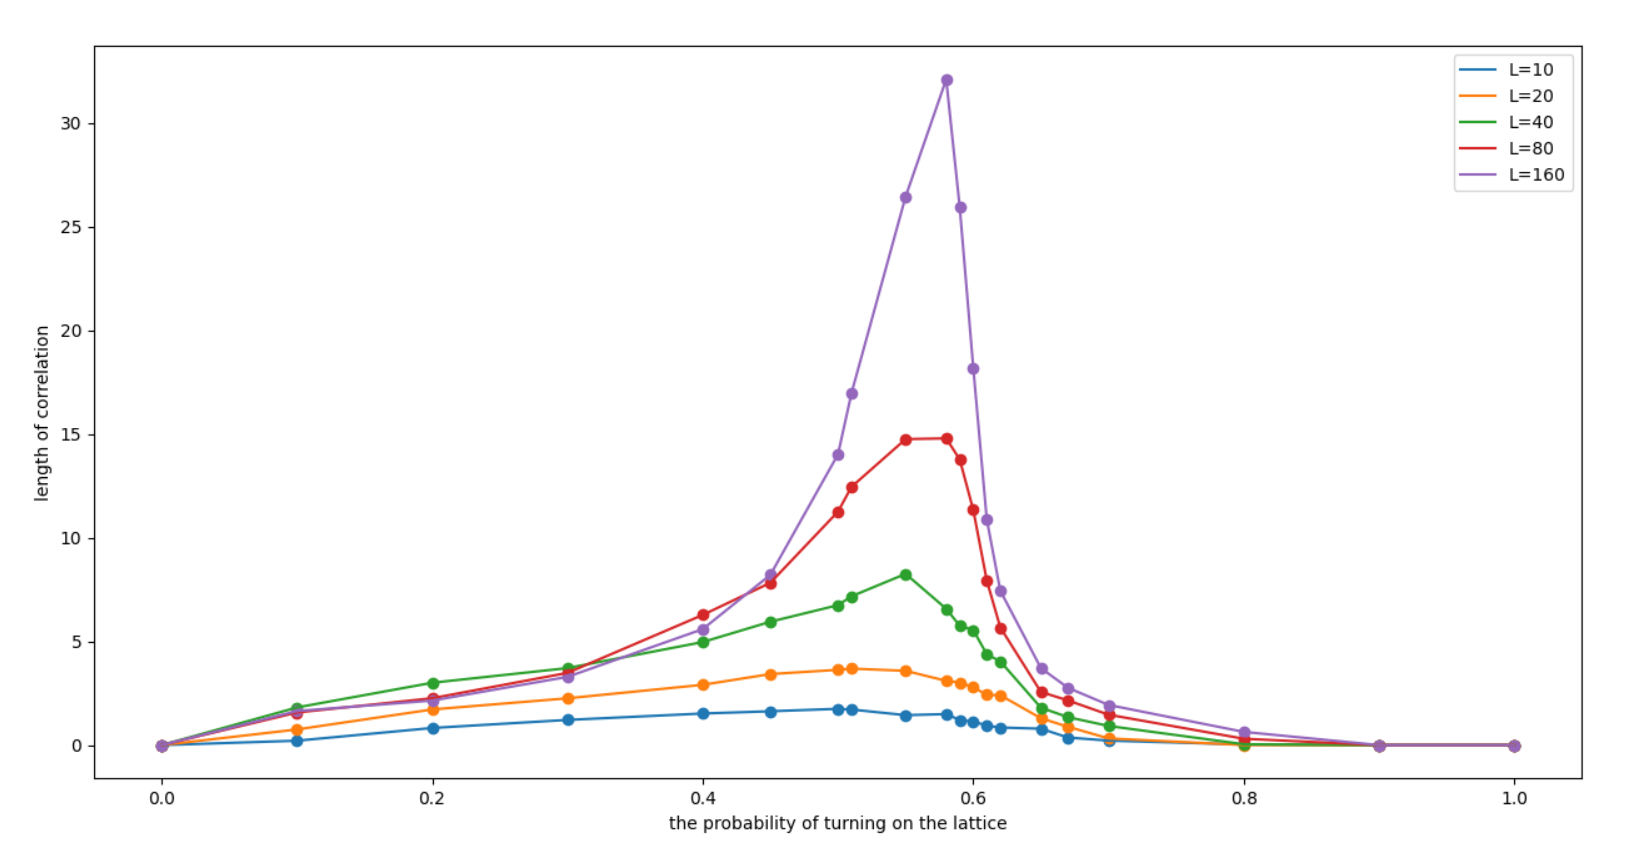 L=10
L=20
L=40
L=80
L=160
30
25
20
15
10
5
0
length of correlation
0.0 0.2 0.4 0.6 0.8 1.0
the probability of turning on the lattice